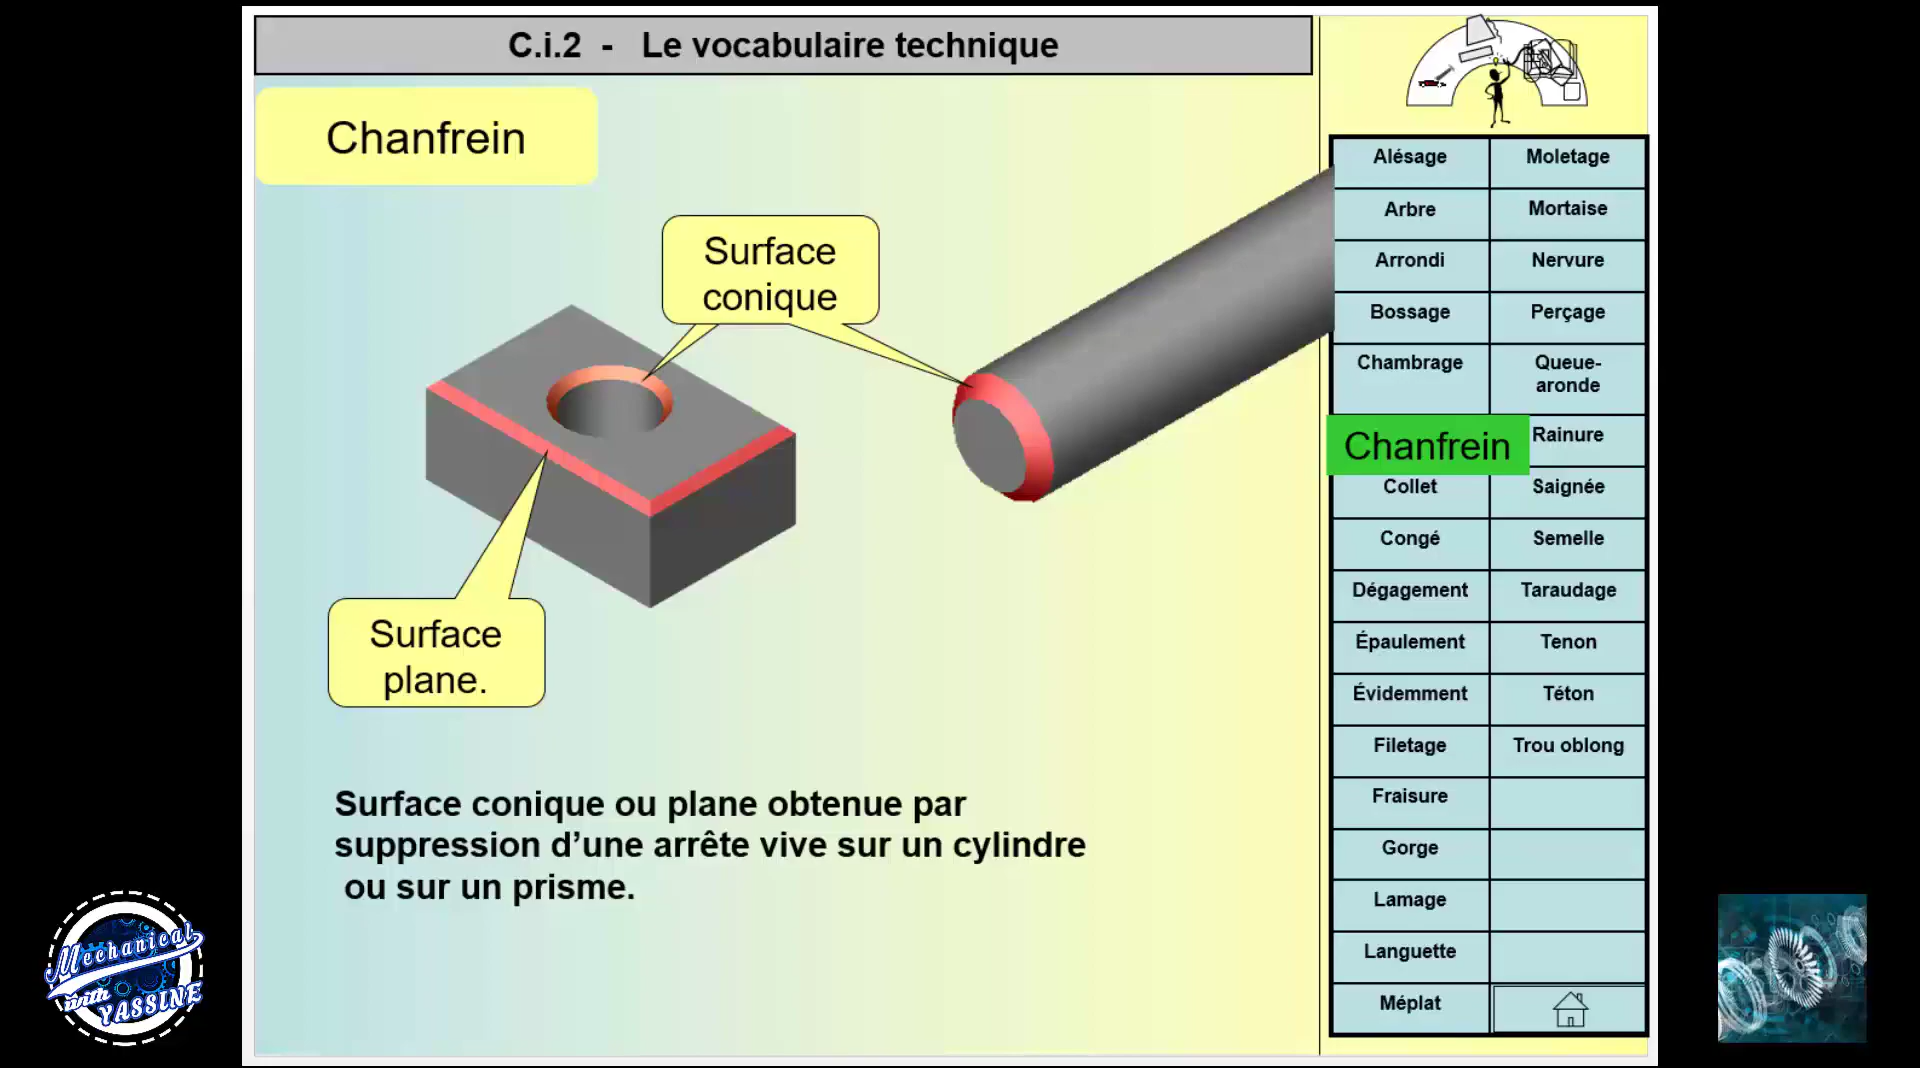 C.i.2 - Le vocabulaire technique
Chanfrein
Surface
conique
Surface
plane.
Surface conique ou plane obtenue par
suppression d’une arrête vive sur un cylindre
ou sur un prisme.
Alésage Moletage
Arbre Mortaise
Arrondi Nervure
Bossage Perçage
Chambrage Queue-
aronde
Chanfrein Rainure
Collet Saignée
Congé Semelle
Dégagement Taraudage
Épaulement Tenon
Évidemment Téton
Filetage Trou oblong
Fraisure
Gorge
Lamage
Languette
Méplat
Mechanical
with
YASSINE